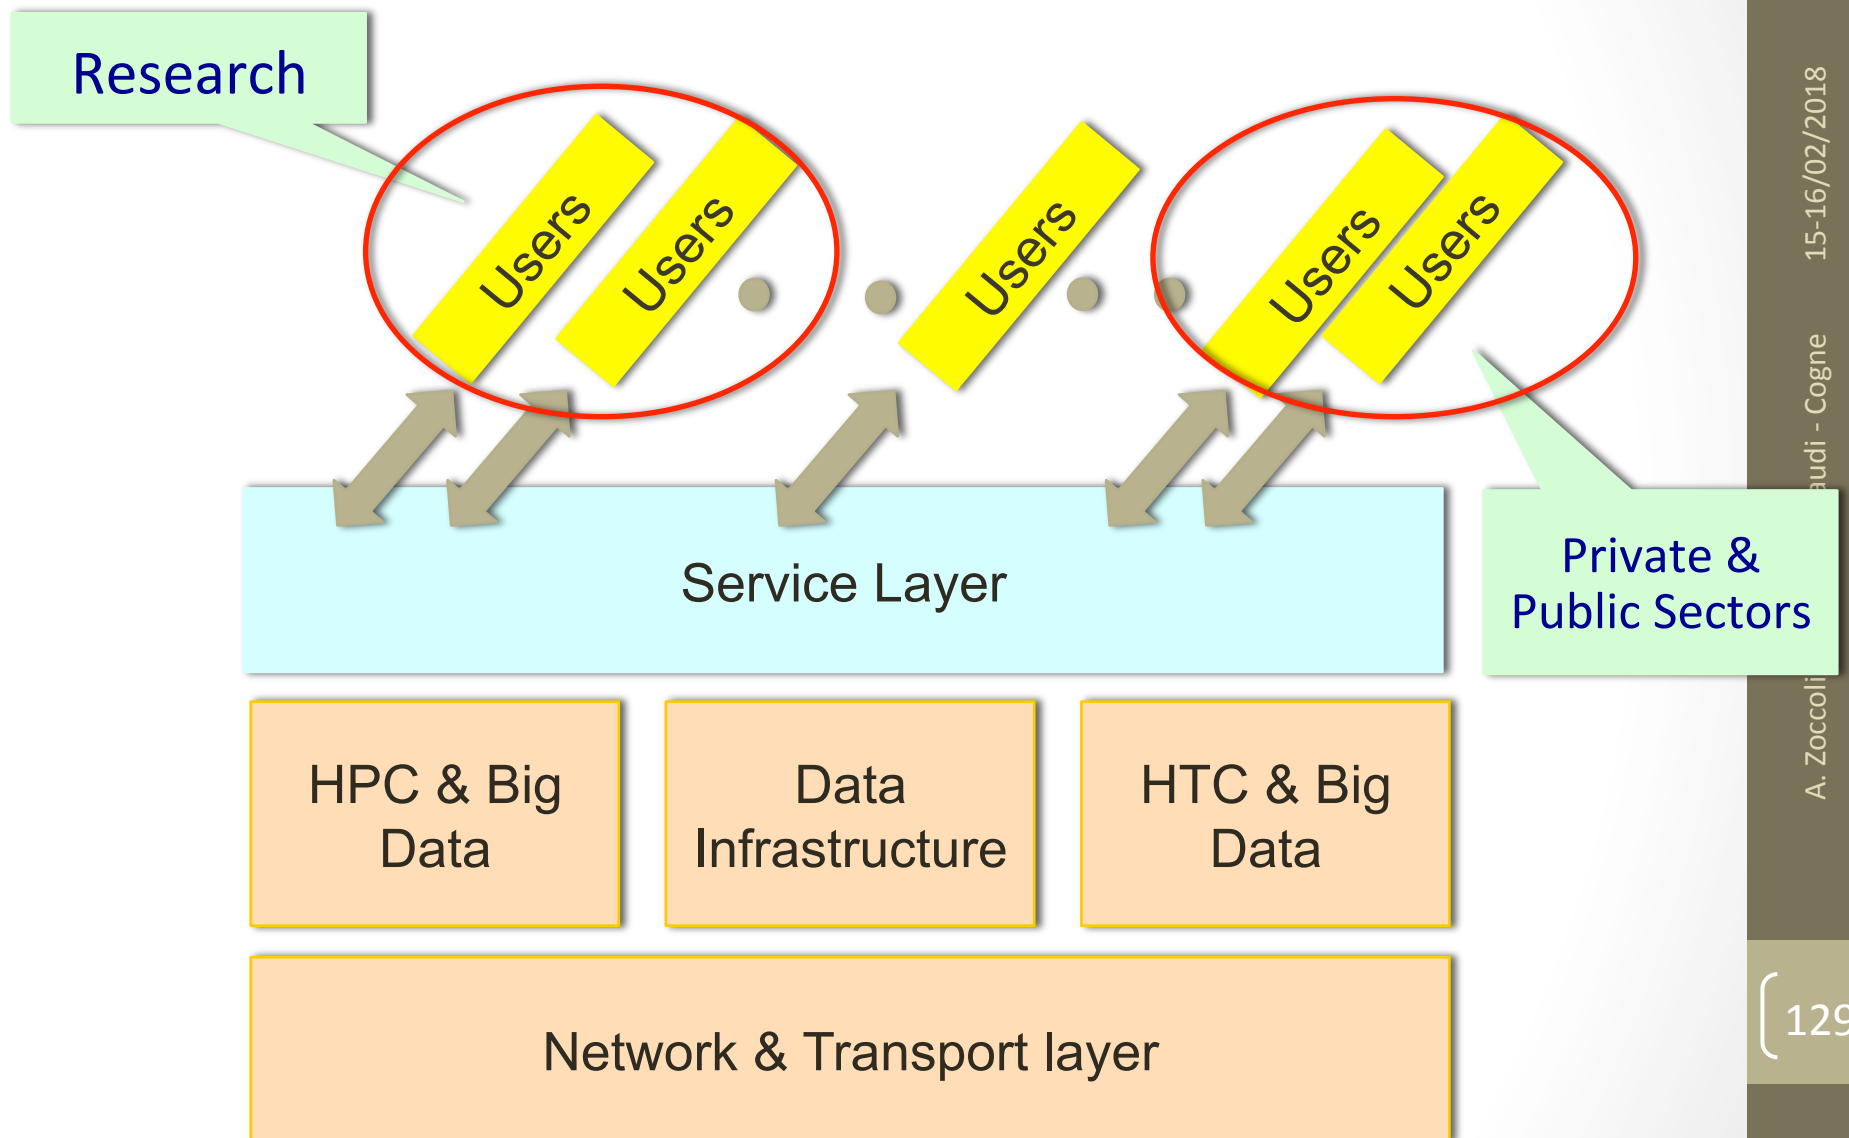 Research
Users
Users
Users
Users
Users
Service Layer
Private &
Public Sectors
HPC & Big
Data
Data
Infrastructure
HTC & Big
Data
Network & Transport layer
15-16/02/2018
audi - Cogne
A. Zoccoli
129